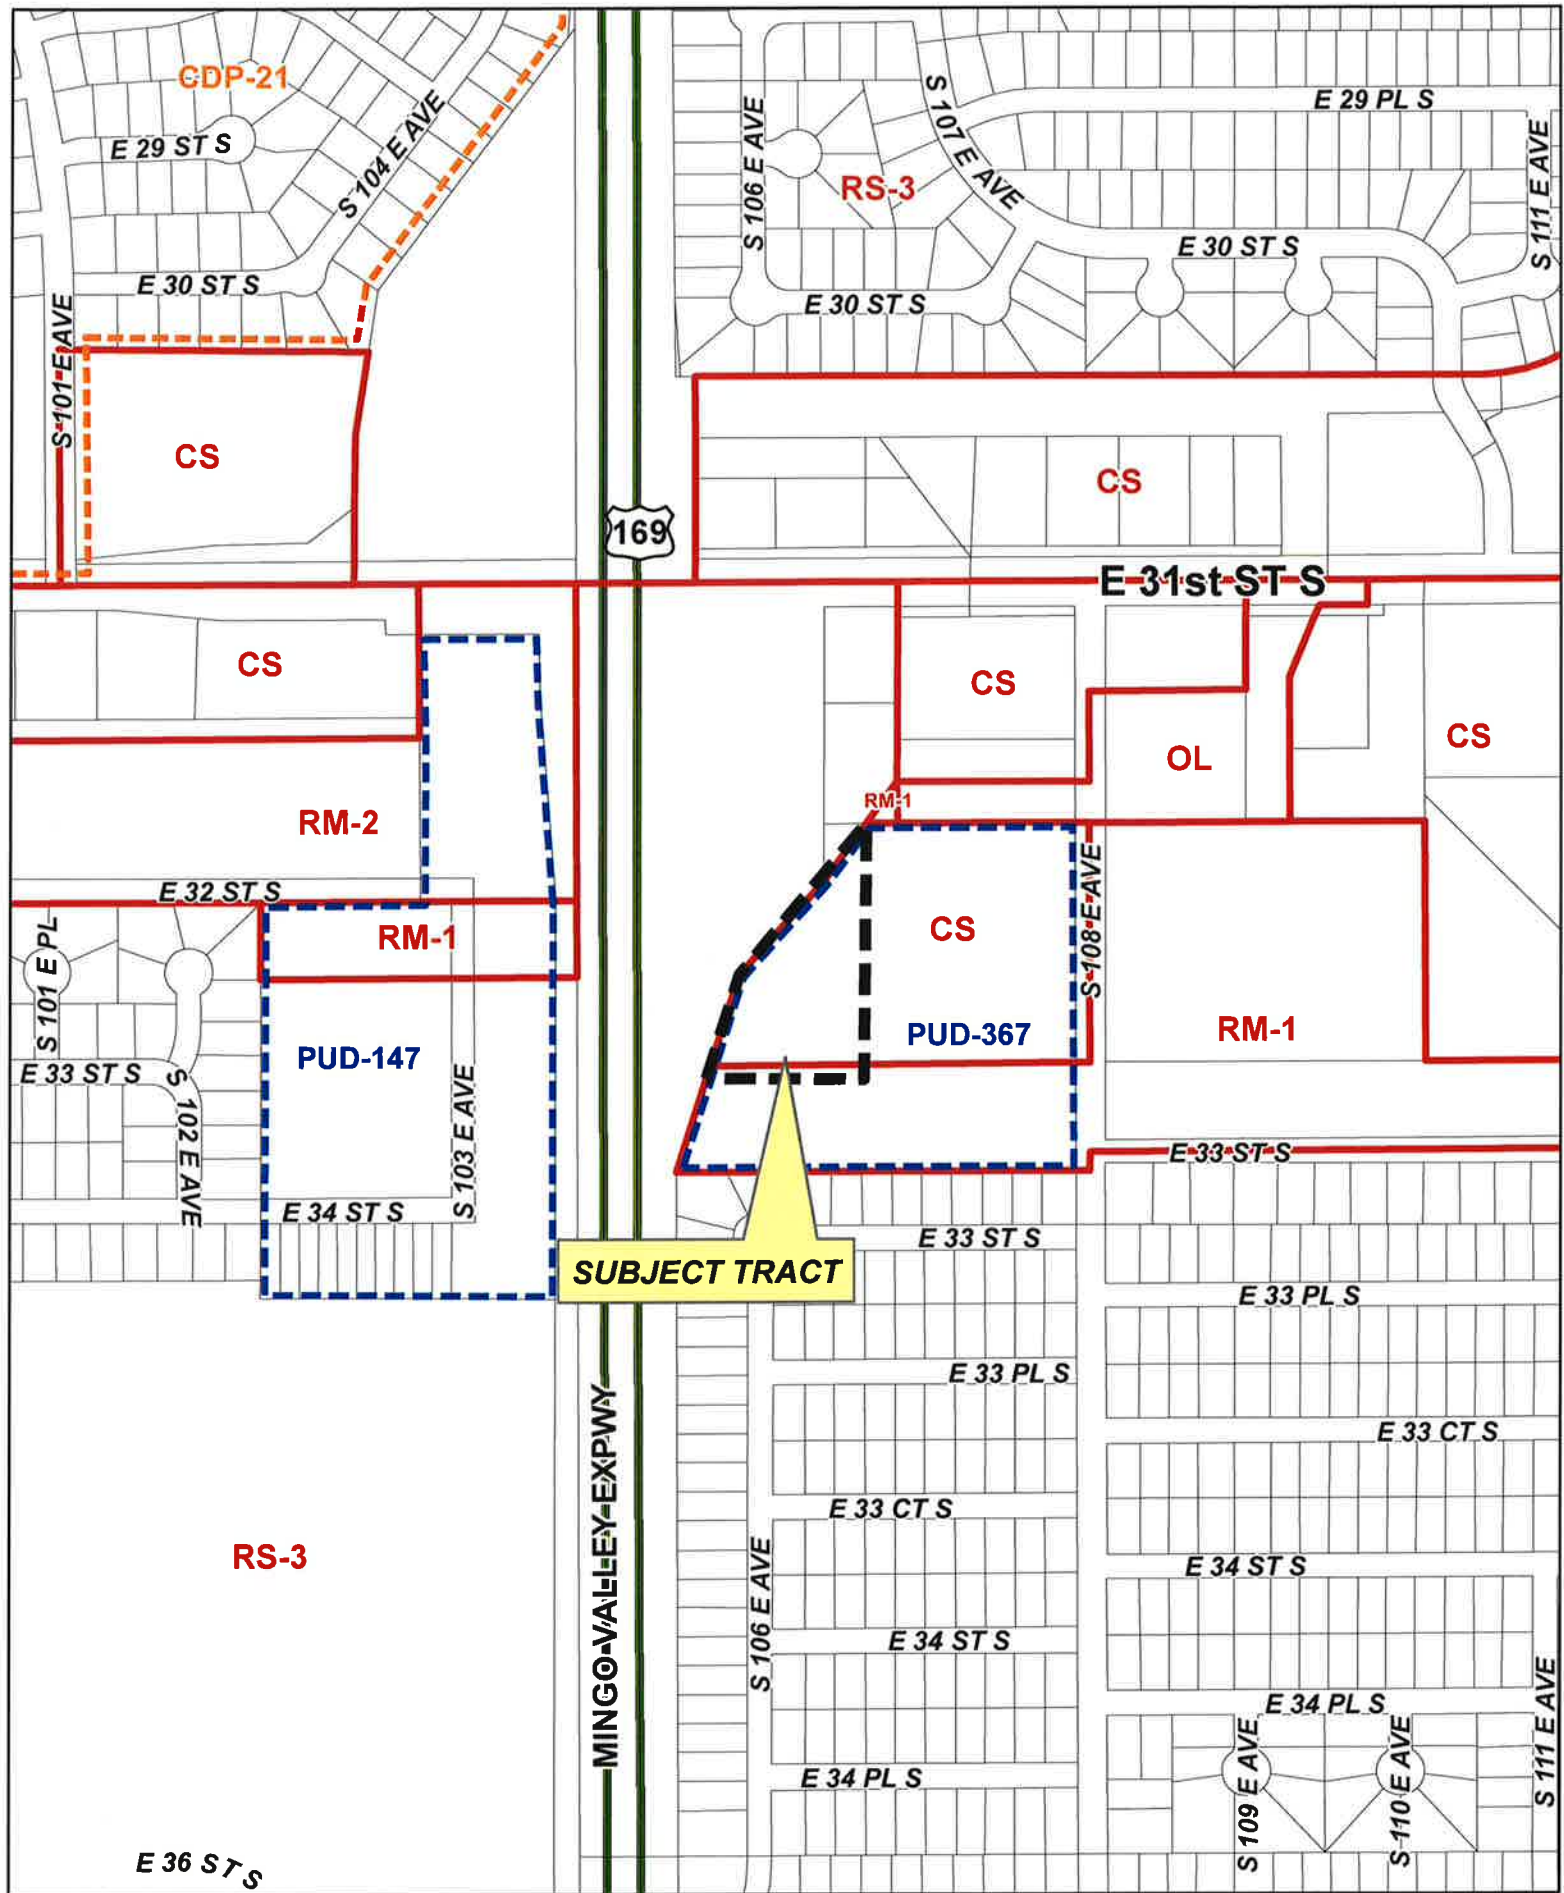 CDP-21
E 29 ST S
S 104 E AVE
E 30 ST S
S 101 E AVE
CS
S 106 E AVE
S 107 E AVE
E 29 PL S
RS-3
S 111 E AVE
E 30 ST S
E 30 ST S
CS
169
E 31st ST S
CS
RM-2
E 32 ST S
RM-1
S 101 E PL
PUD-147
E 33 ST S
S 102 E AVE
S 103 E AVE
E 34 ST S
CS
OL
CS
RM-1
CS
S 108 E AVE
PUD-367
RM-1
E 33 ST S
E 33 ST S
SUBJECT TRACT
E 33 PL S
E 33 PL S
E 33 CT S
E 33 CT S
MINGO VALLEY EXPWY
RS-3
S 106 E AVE
E 34 ST S
E 34 ST S
E 34 PL S
S 111 E AVE
E 34 PL S
S 109 E AVE
S 110 E AVE
E 36 ST S